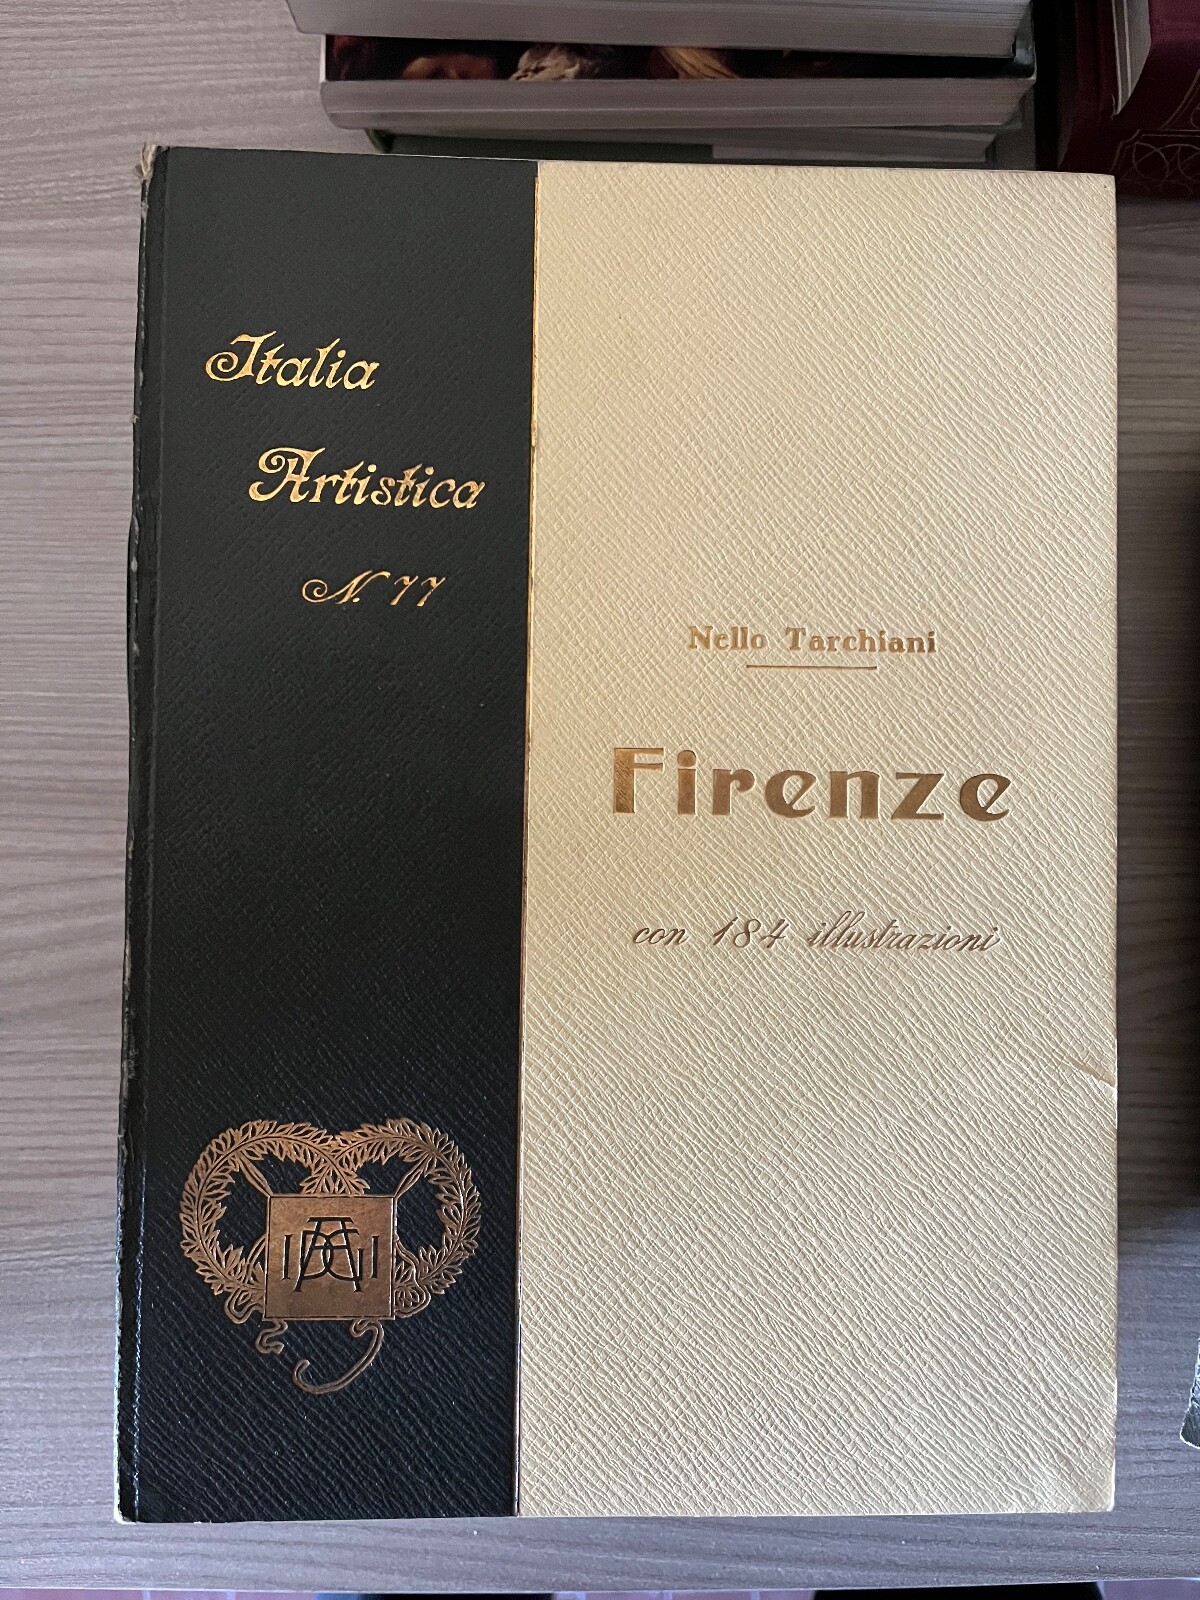 Italia
Artistica
N. 77
Nello Tarchiani
Firenze
con 184 illustrazioni